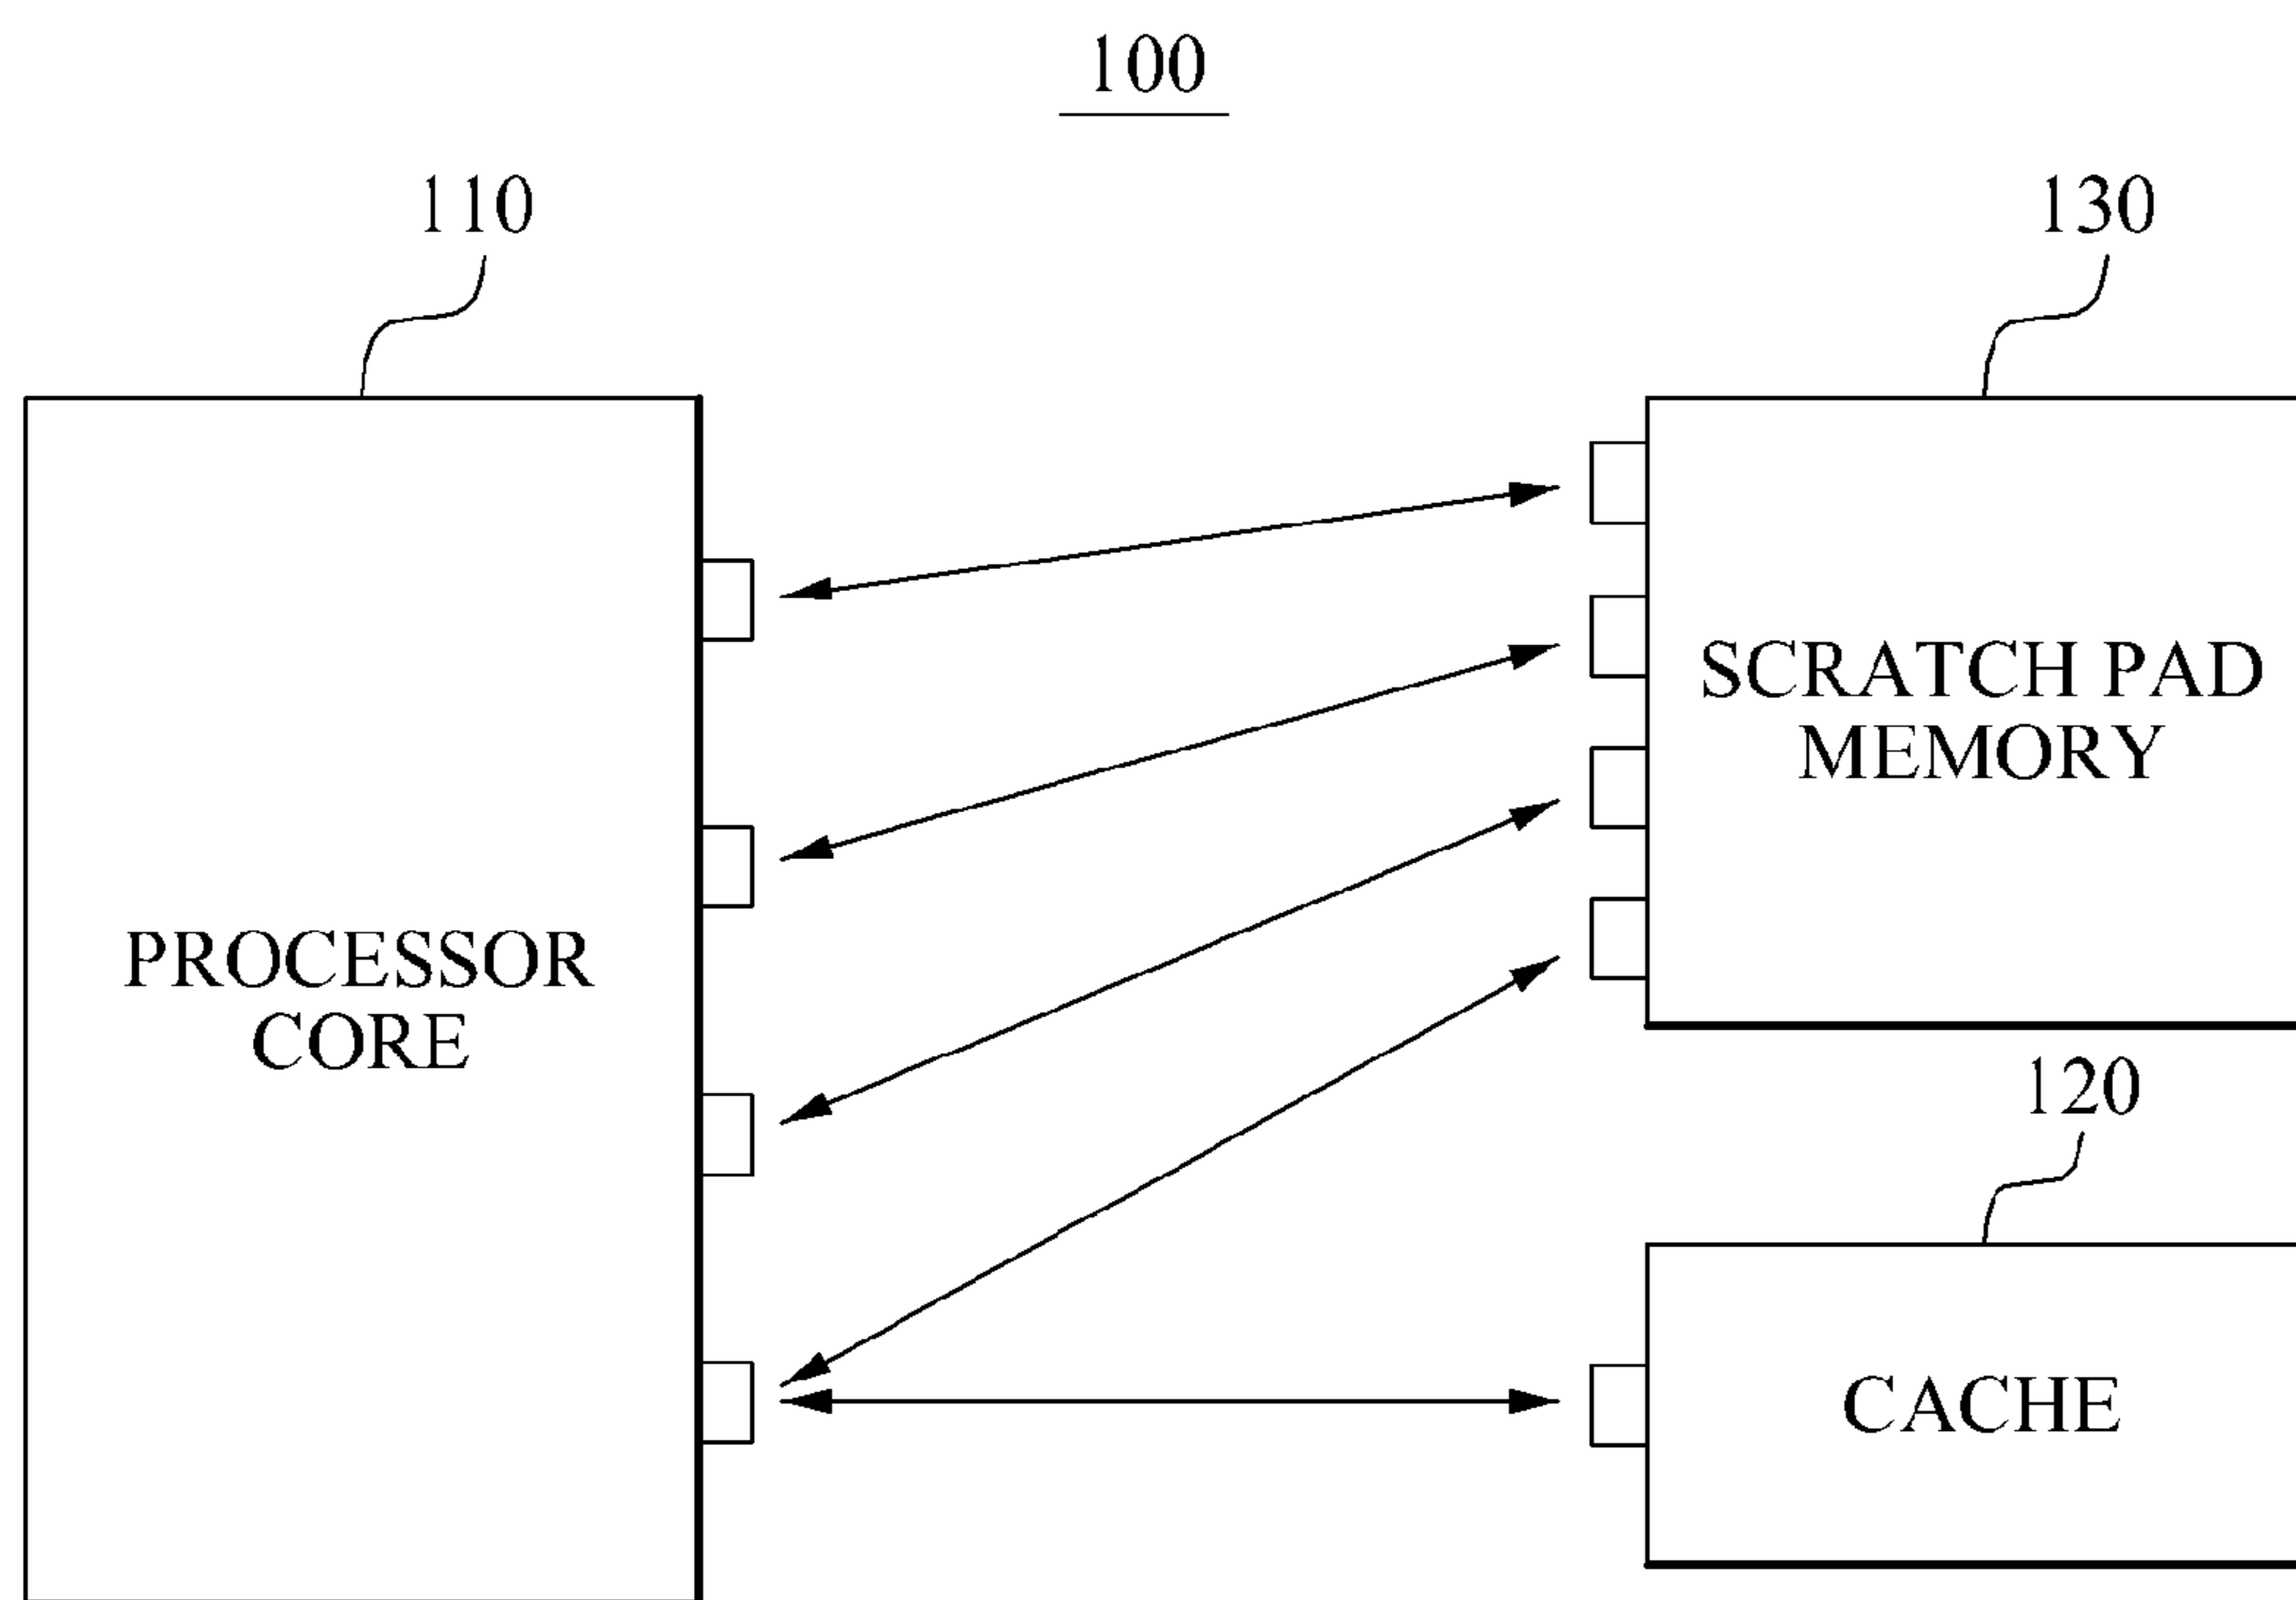 100
110
130
SCRATCH PAD
MEMORY
PROCESSOR
CORE
120
CACHE